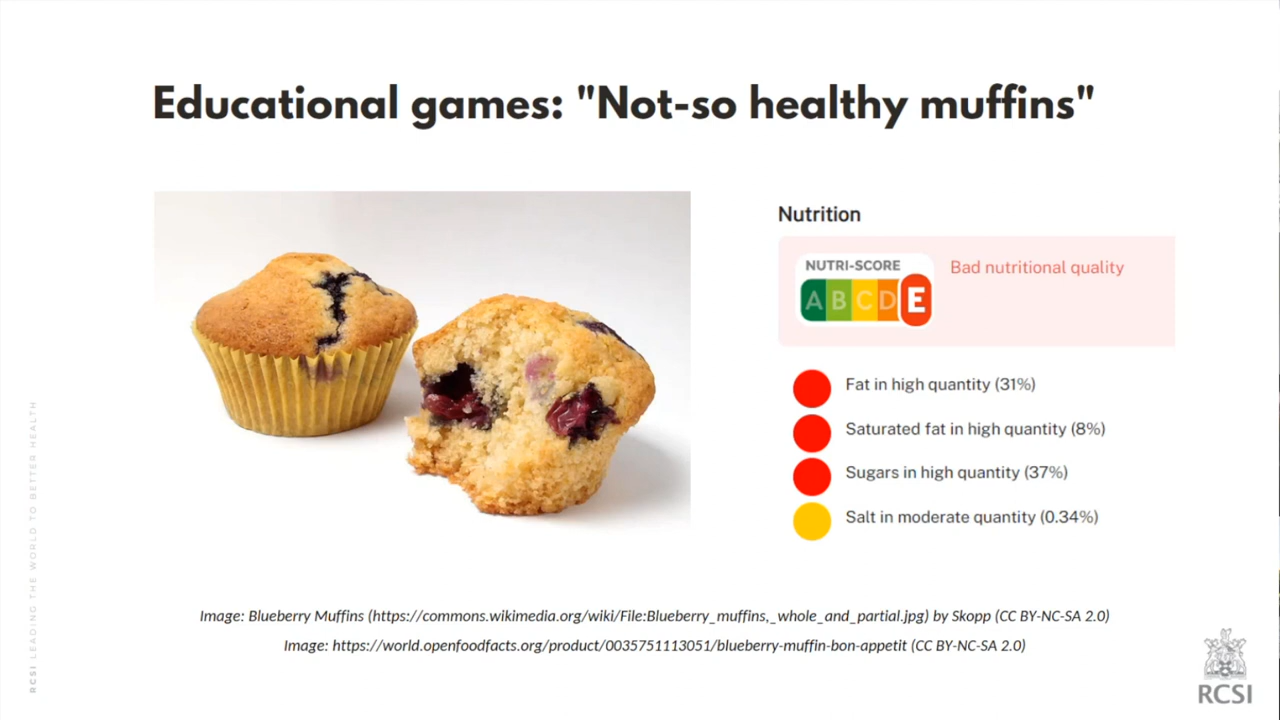 Educational games: "Not-so healthy muffins"
Nutrition
NUTRI-SCORE
A B C D E
Bad nutritional quality
Fat in high quantity (31%)
Saturated fat in high quantity (8%)
Sugars in high quantity (37%)
Salt in moderate quantity (0.34%)
Image: Blueberry Muffins (https://commons.wikimedia.org/wiki/File:Blueberry_muffins,_whole_and_partial.jpg) by Skopp (CC BY-NC-SA 2.0)
Image: https://world.openfoodfacts.org/product/0035751113051/blueberry-muffin-bon-appetit (CC BY-NC-SA 2.0)
RCSI LEADING THE WORLD TO BETTER HEALTH
RCSI